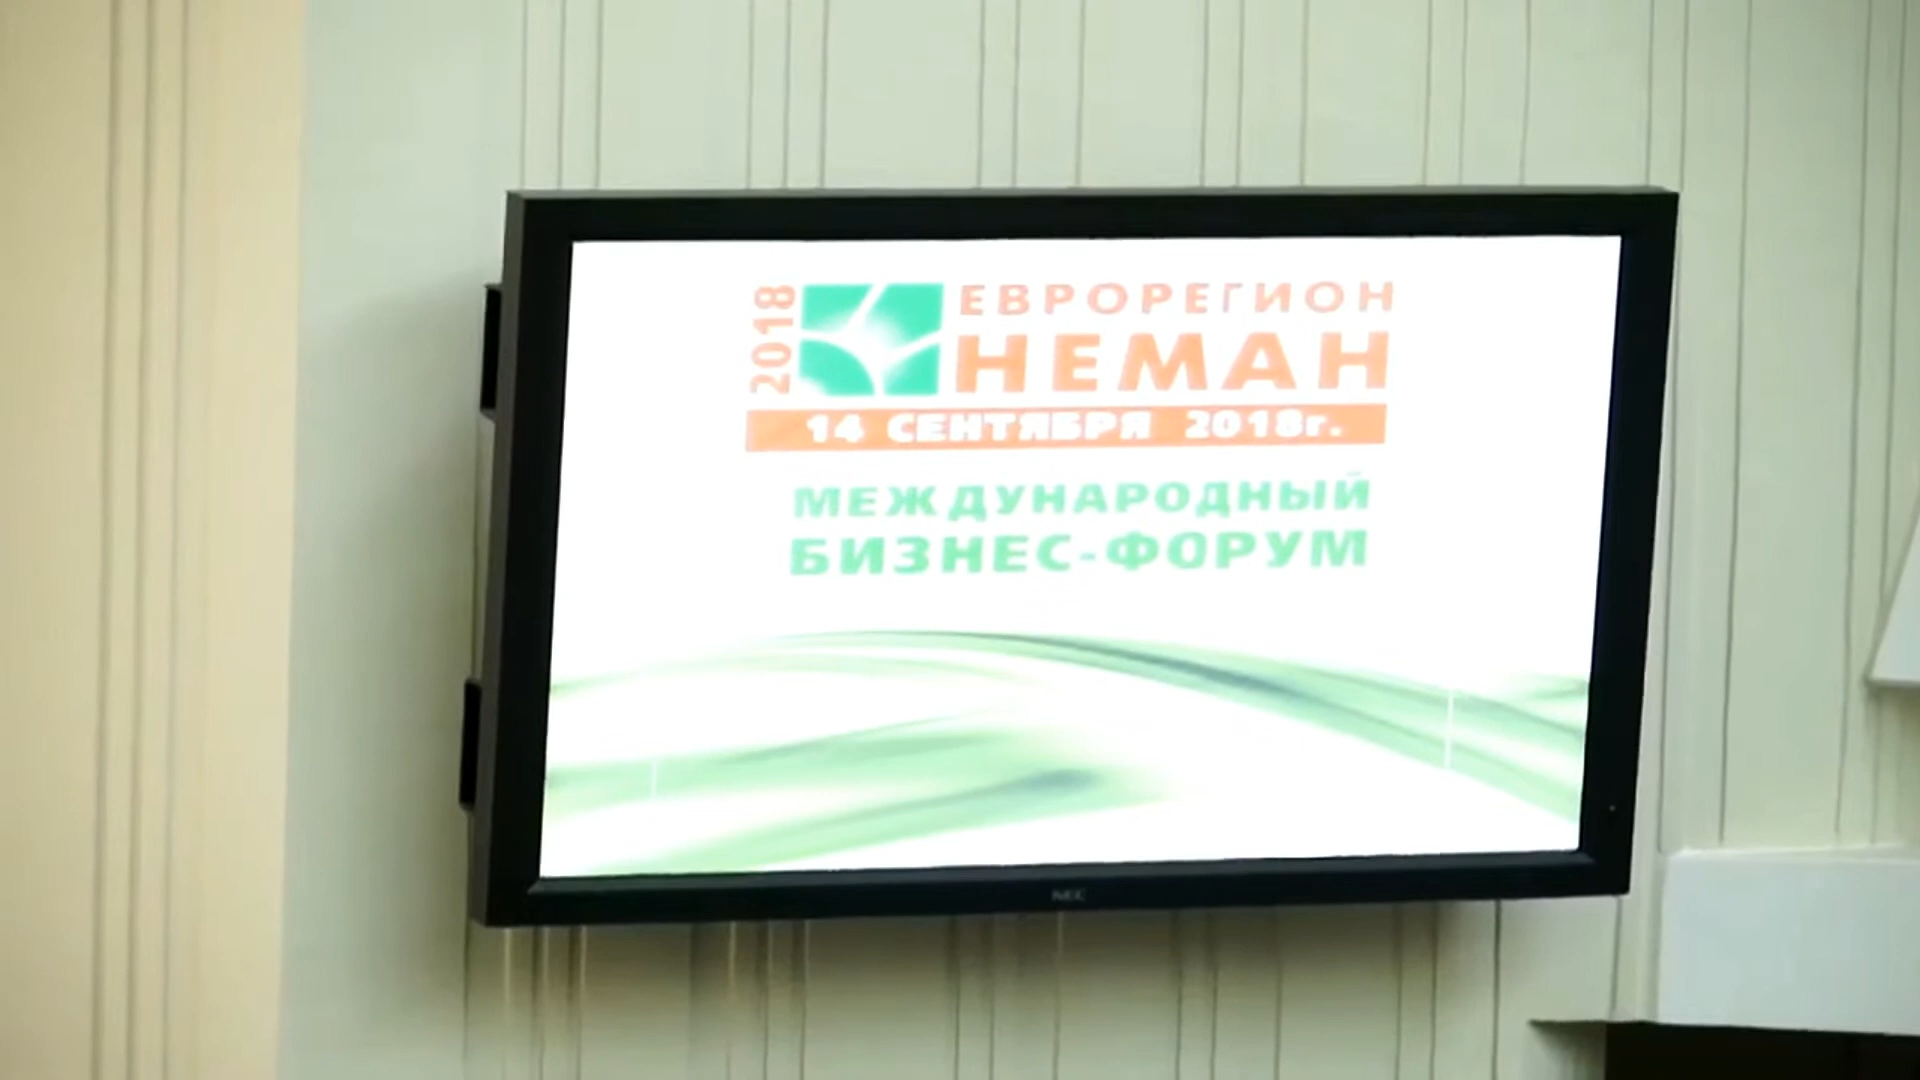 2018
ЕВРОРЕГИОН
НЕМАН
14 СЕНТЯБРЯ 2018г.
МЕЖДУНАРОДНЫЙ
БИЗНЕС-ФОРУМ
NEC